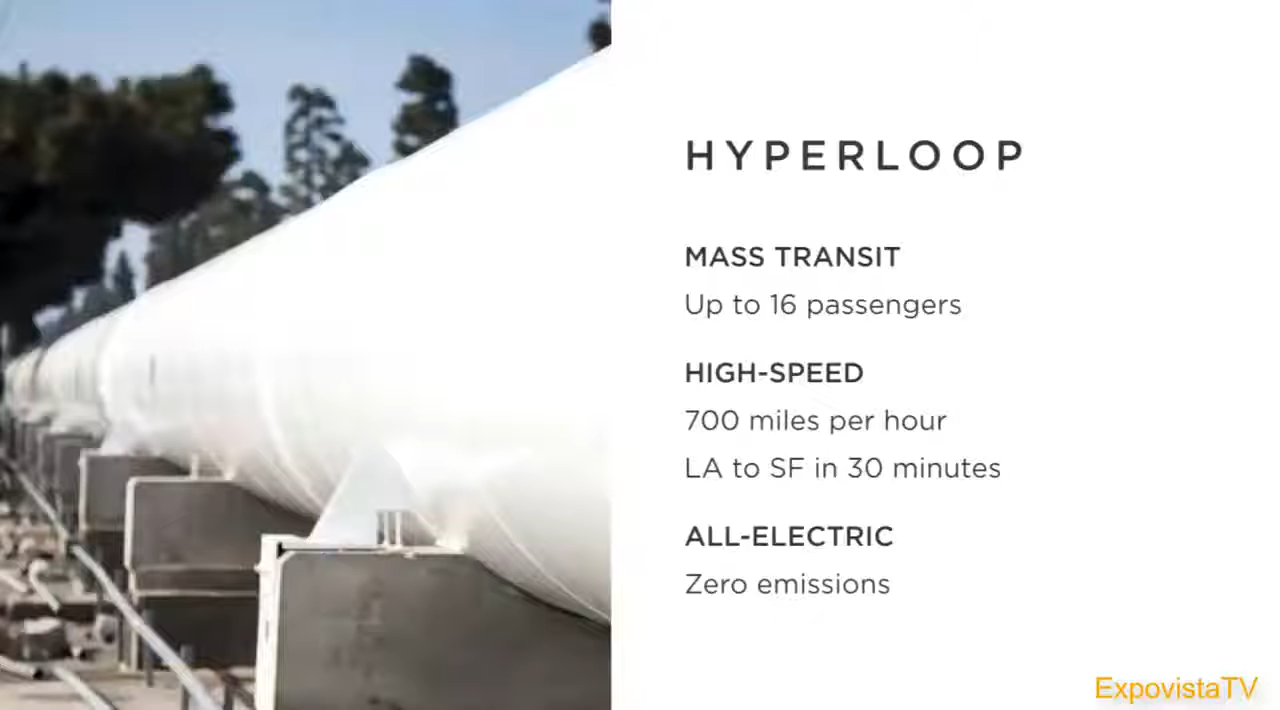 HYPERLOOP
MASS TRANSIT
Up to 16 passengers
HIGH-SPEED
700 miles per hour
LA to SF in 30 minutes
ALL-ELECTRIC
Zero emissions
ExpovistaTV